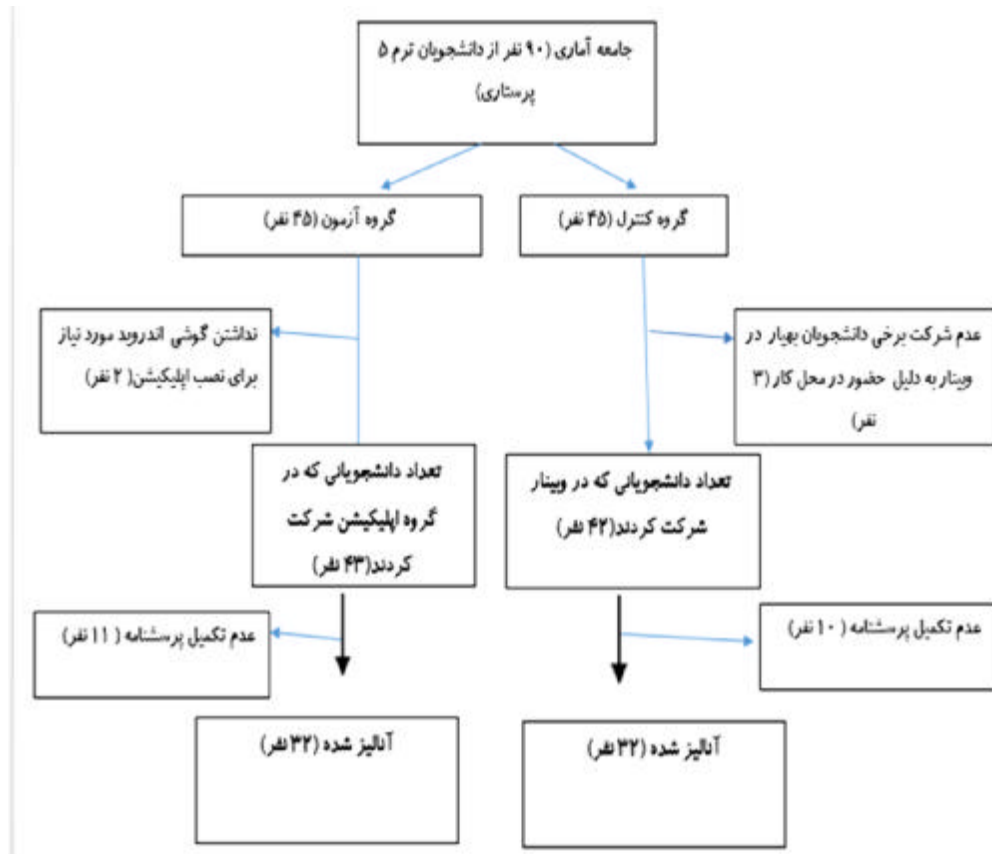 جامعه آماری (۹۰ نفر از دانشجویان ترم ۵
پرستاری)
گروه کنترل (۴۵ نفر)
گروه آزمون (۴۵ نفر)
عدم شرکت برخی دانشجویان بهیار در
وبینار به دلیل حضور در محل کار (۳
نفر)
نداشتن گوشی اندروید مورد نیاز
برای نصب اپلیکیشن( ۲ نفر)
تعداد دانشجویانی که در وبینار
شرکت کردند(۴۲ نفر)
تعداد دانشجویانی که در
گروه اپلیکیشن شرکت
کردند(۴۳ نفر)
عدم تکمیل پرسشنامه ( ۱۰ نفر)
عدم تکمیل پرسشنامه ( ۱۱ نفر)
آنالیز شده (۳۲ نفر)
آنالیز شده (۳۲ نفر)